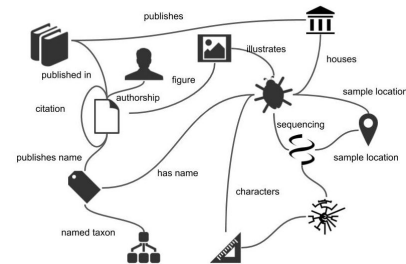 publishes
illustrates
published in
figure
houses
authorship
sample location
citation
sequencing
publishes name
sample location
has name
characters
named taxon